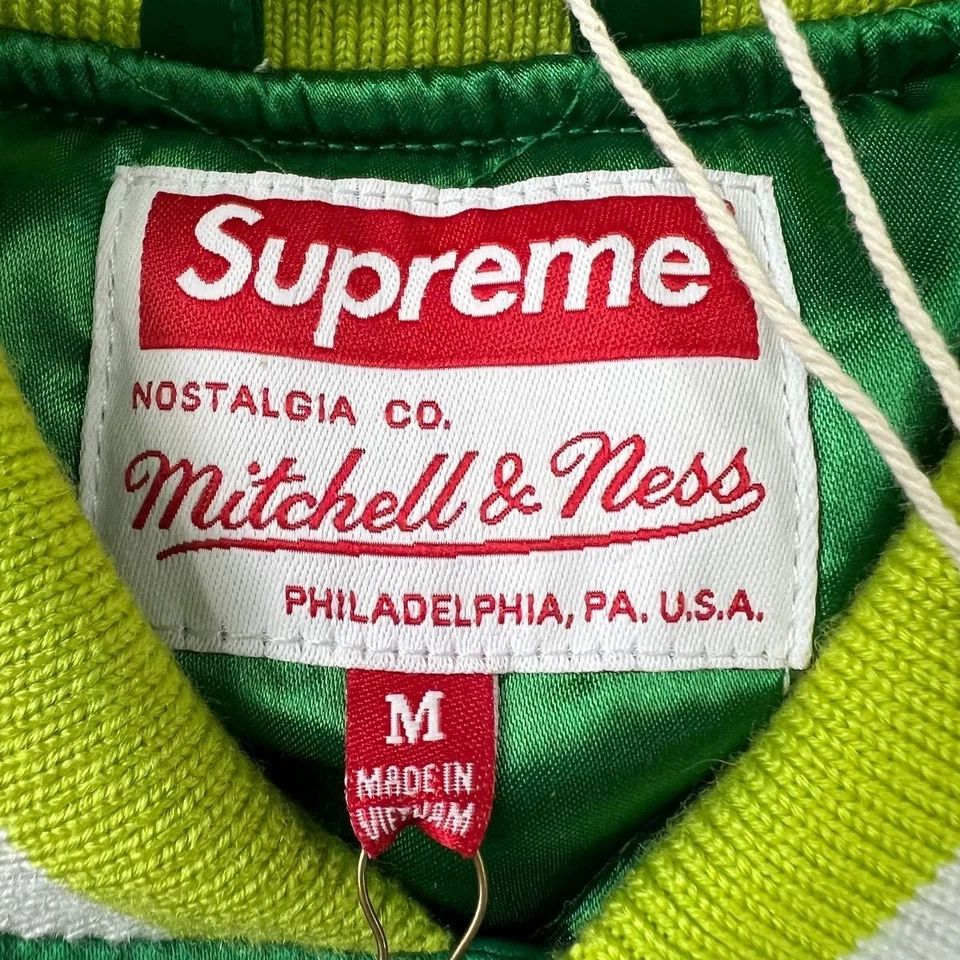 Supreme
NOSTALGIA CO.
Mitchell & Ness
PHILADELPHIA, PA. U.S.A.
M
MADE IN
VIETNAM